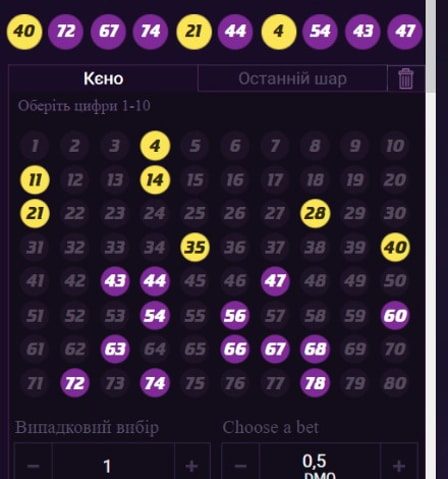 40 72 67 74 21 44 4 54 43 47
Кено Останній шар
Оберіть цифри 1-10
1 2 3 4 5 6 7 8 9 10
11 12 13 14 15 16 17 18 19 20
21 22 23 24 25 26 27 28 29 30
31 32 33 34 35 36 37 38 39 40
41 42 43 44 45 46 47 48 49 50
51 52 53 54 55 56 57 58 59 60
61 62 63 64 65 66 67 68 69 70
71 72 73 74 75 76 77 78 79 80
Випадковий вибір Choose a bet
− 1 + − 0,5 +
DMO